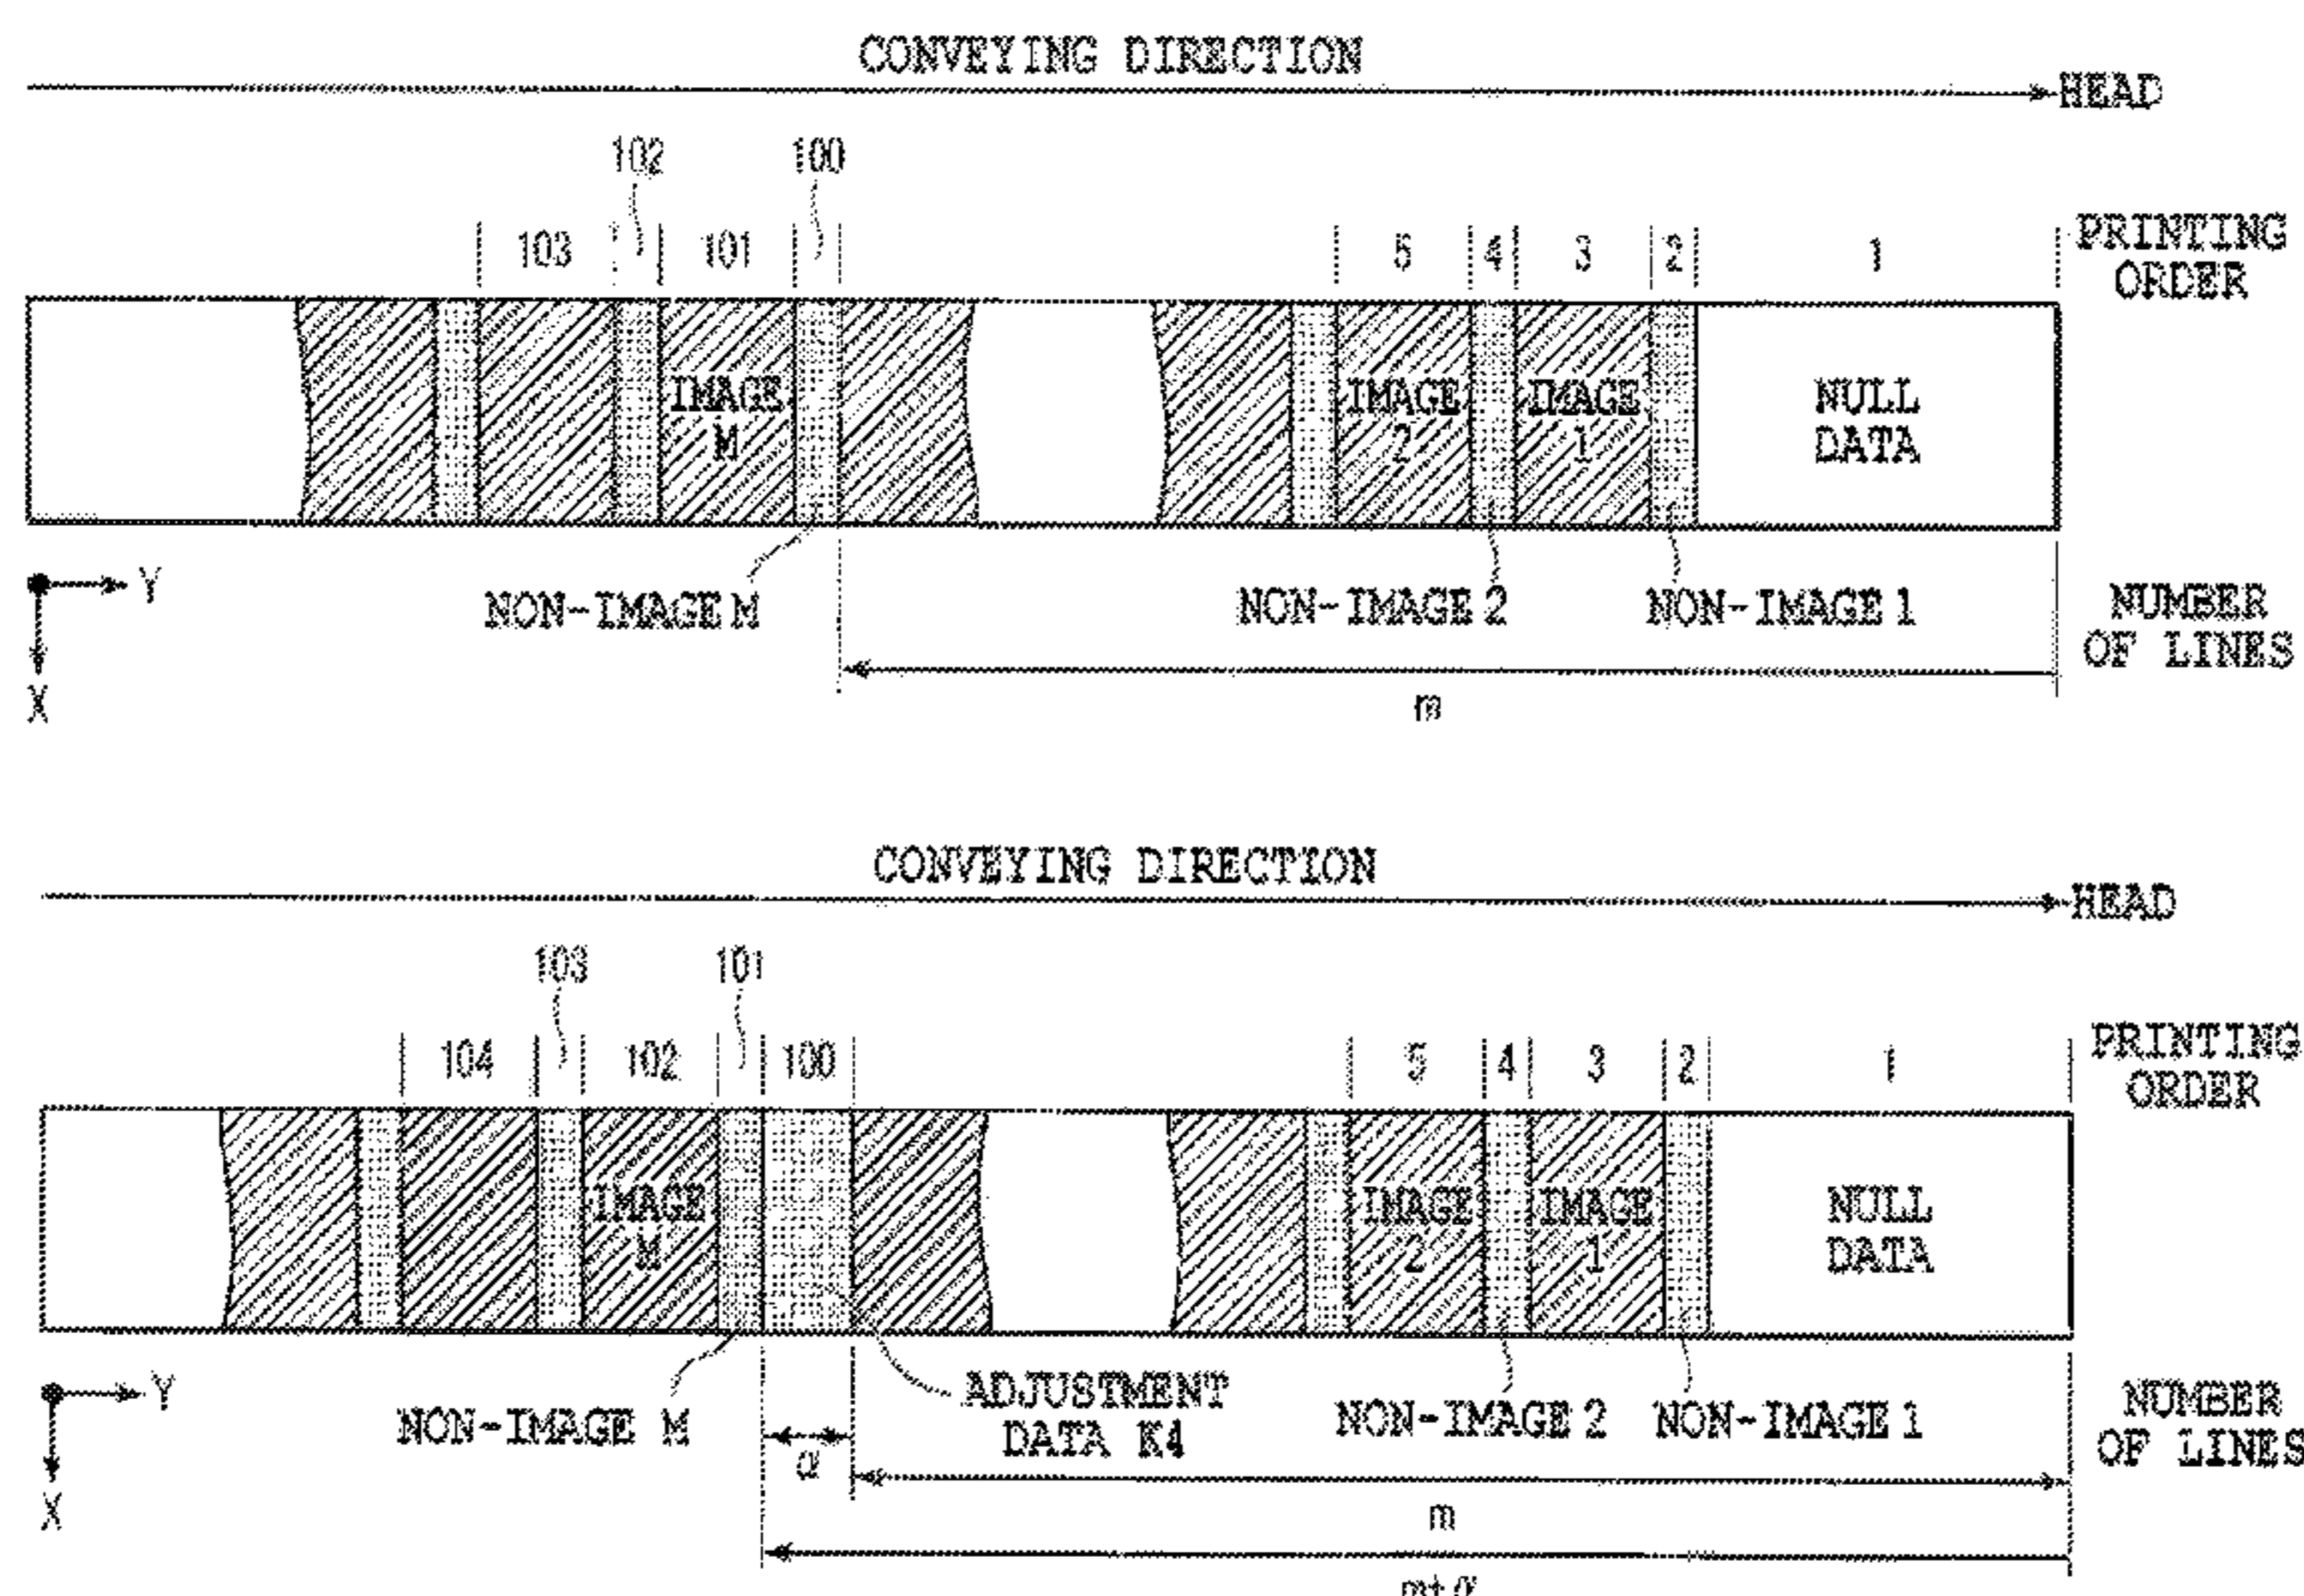 CONVEYING DIRECTION
HEAD
102 100
103 101 5 4 3 2 1 PRINTING
ORDER
IMAGE
M
IMAGE
2
IMAGE
1
NULL
DATA
Y
X
NON-IMAGE M
NON-IMAGE 2
NON-IMAGE 1
NUMBER
OF LINES
m
CONVEYING DIRECTION
HEAD
103 101
104 102 100 5 4 3 2 1 PRINTING
ORDER
IMAGE
M
IMAGE
2
IMAGE
1
NULL
DATA
Y
X
NON-IMAGE M
α
ADJUSTMENT
DATA K4
NON-IMAGE 2
NON-IMAGE 1
NUMBER
OF LINES
m
m+α